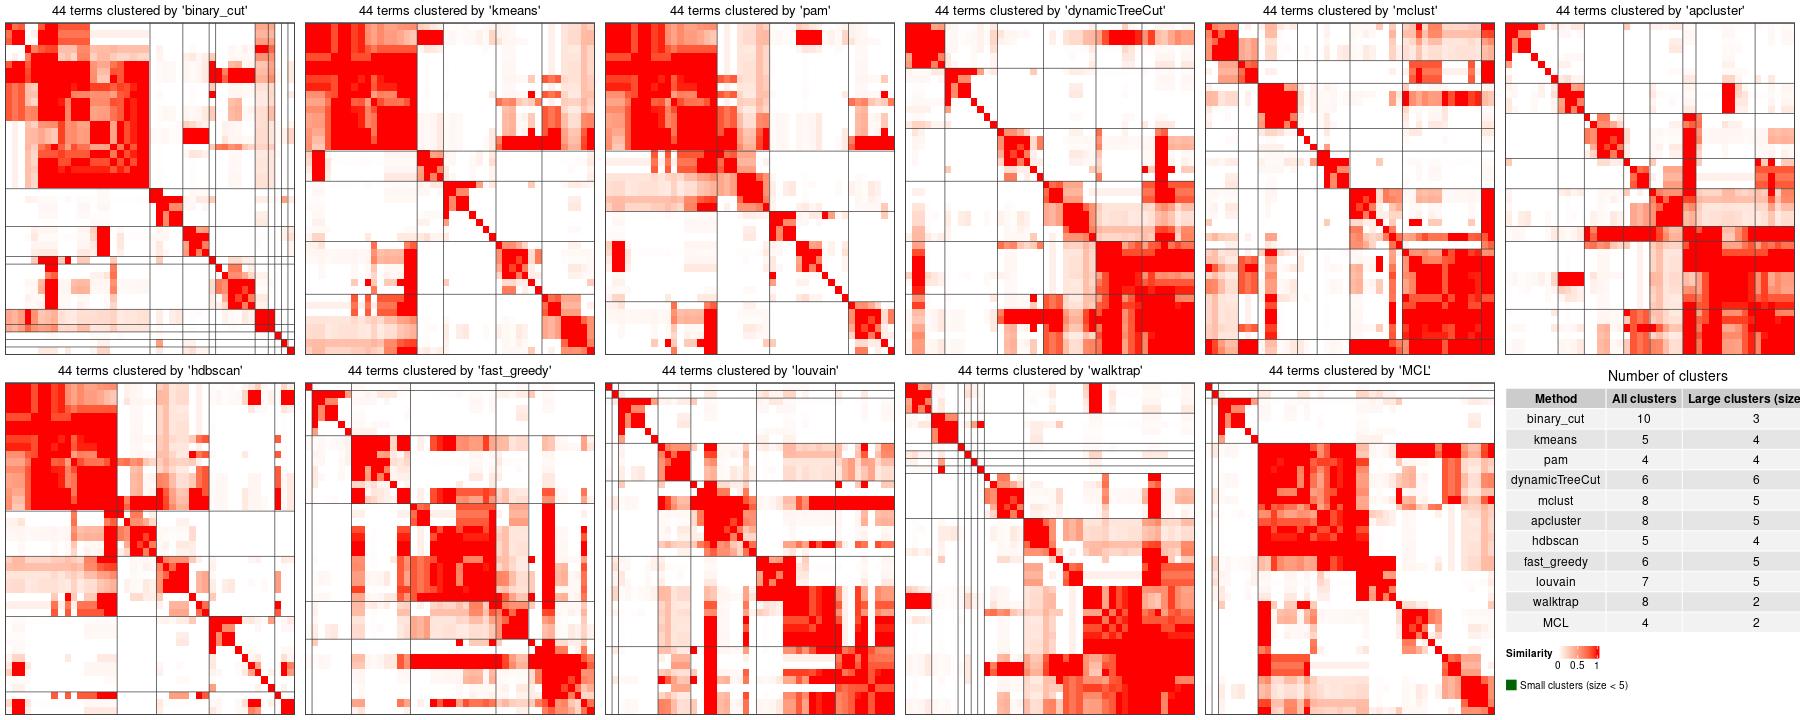 44 terms clustered by 'binary_cut'
44 terms clustered by 'kmeans'
44 terms clustered by 'pam'
44 terms clustered by 'dynamicTreeCut'
44 terms clustered by 'mclust'
44 terms clustered by 'apcluster'
44 terms clustered by 'hdbscan'
44 terms clustered by 'fast_greedy'
44 terms clustered by 'louvain'
44 terms clustered by 'walktrap'
44 terms clustered by 'MCL'
Number of clusters
Method All clusters Large clusters (size
binary_cut 10 3
kmeans 5 4
pam 4 4
dynamicTreeCut 6 6
mclust 8 5
apcluster 8 5
hdbscan 5 4
fast_greedy 6 5
louvain 7 5
walktrap 8 2
MCL 4 2
Similarity
0 0.5 1
Small clusters (size < 5)